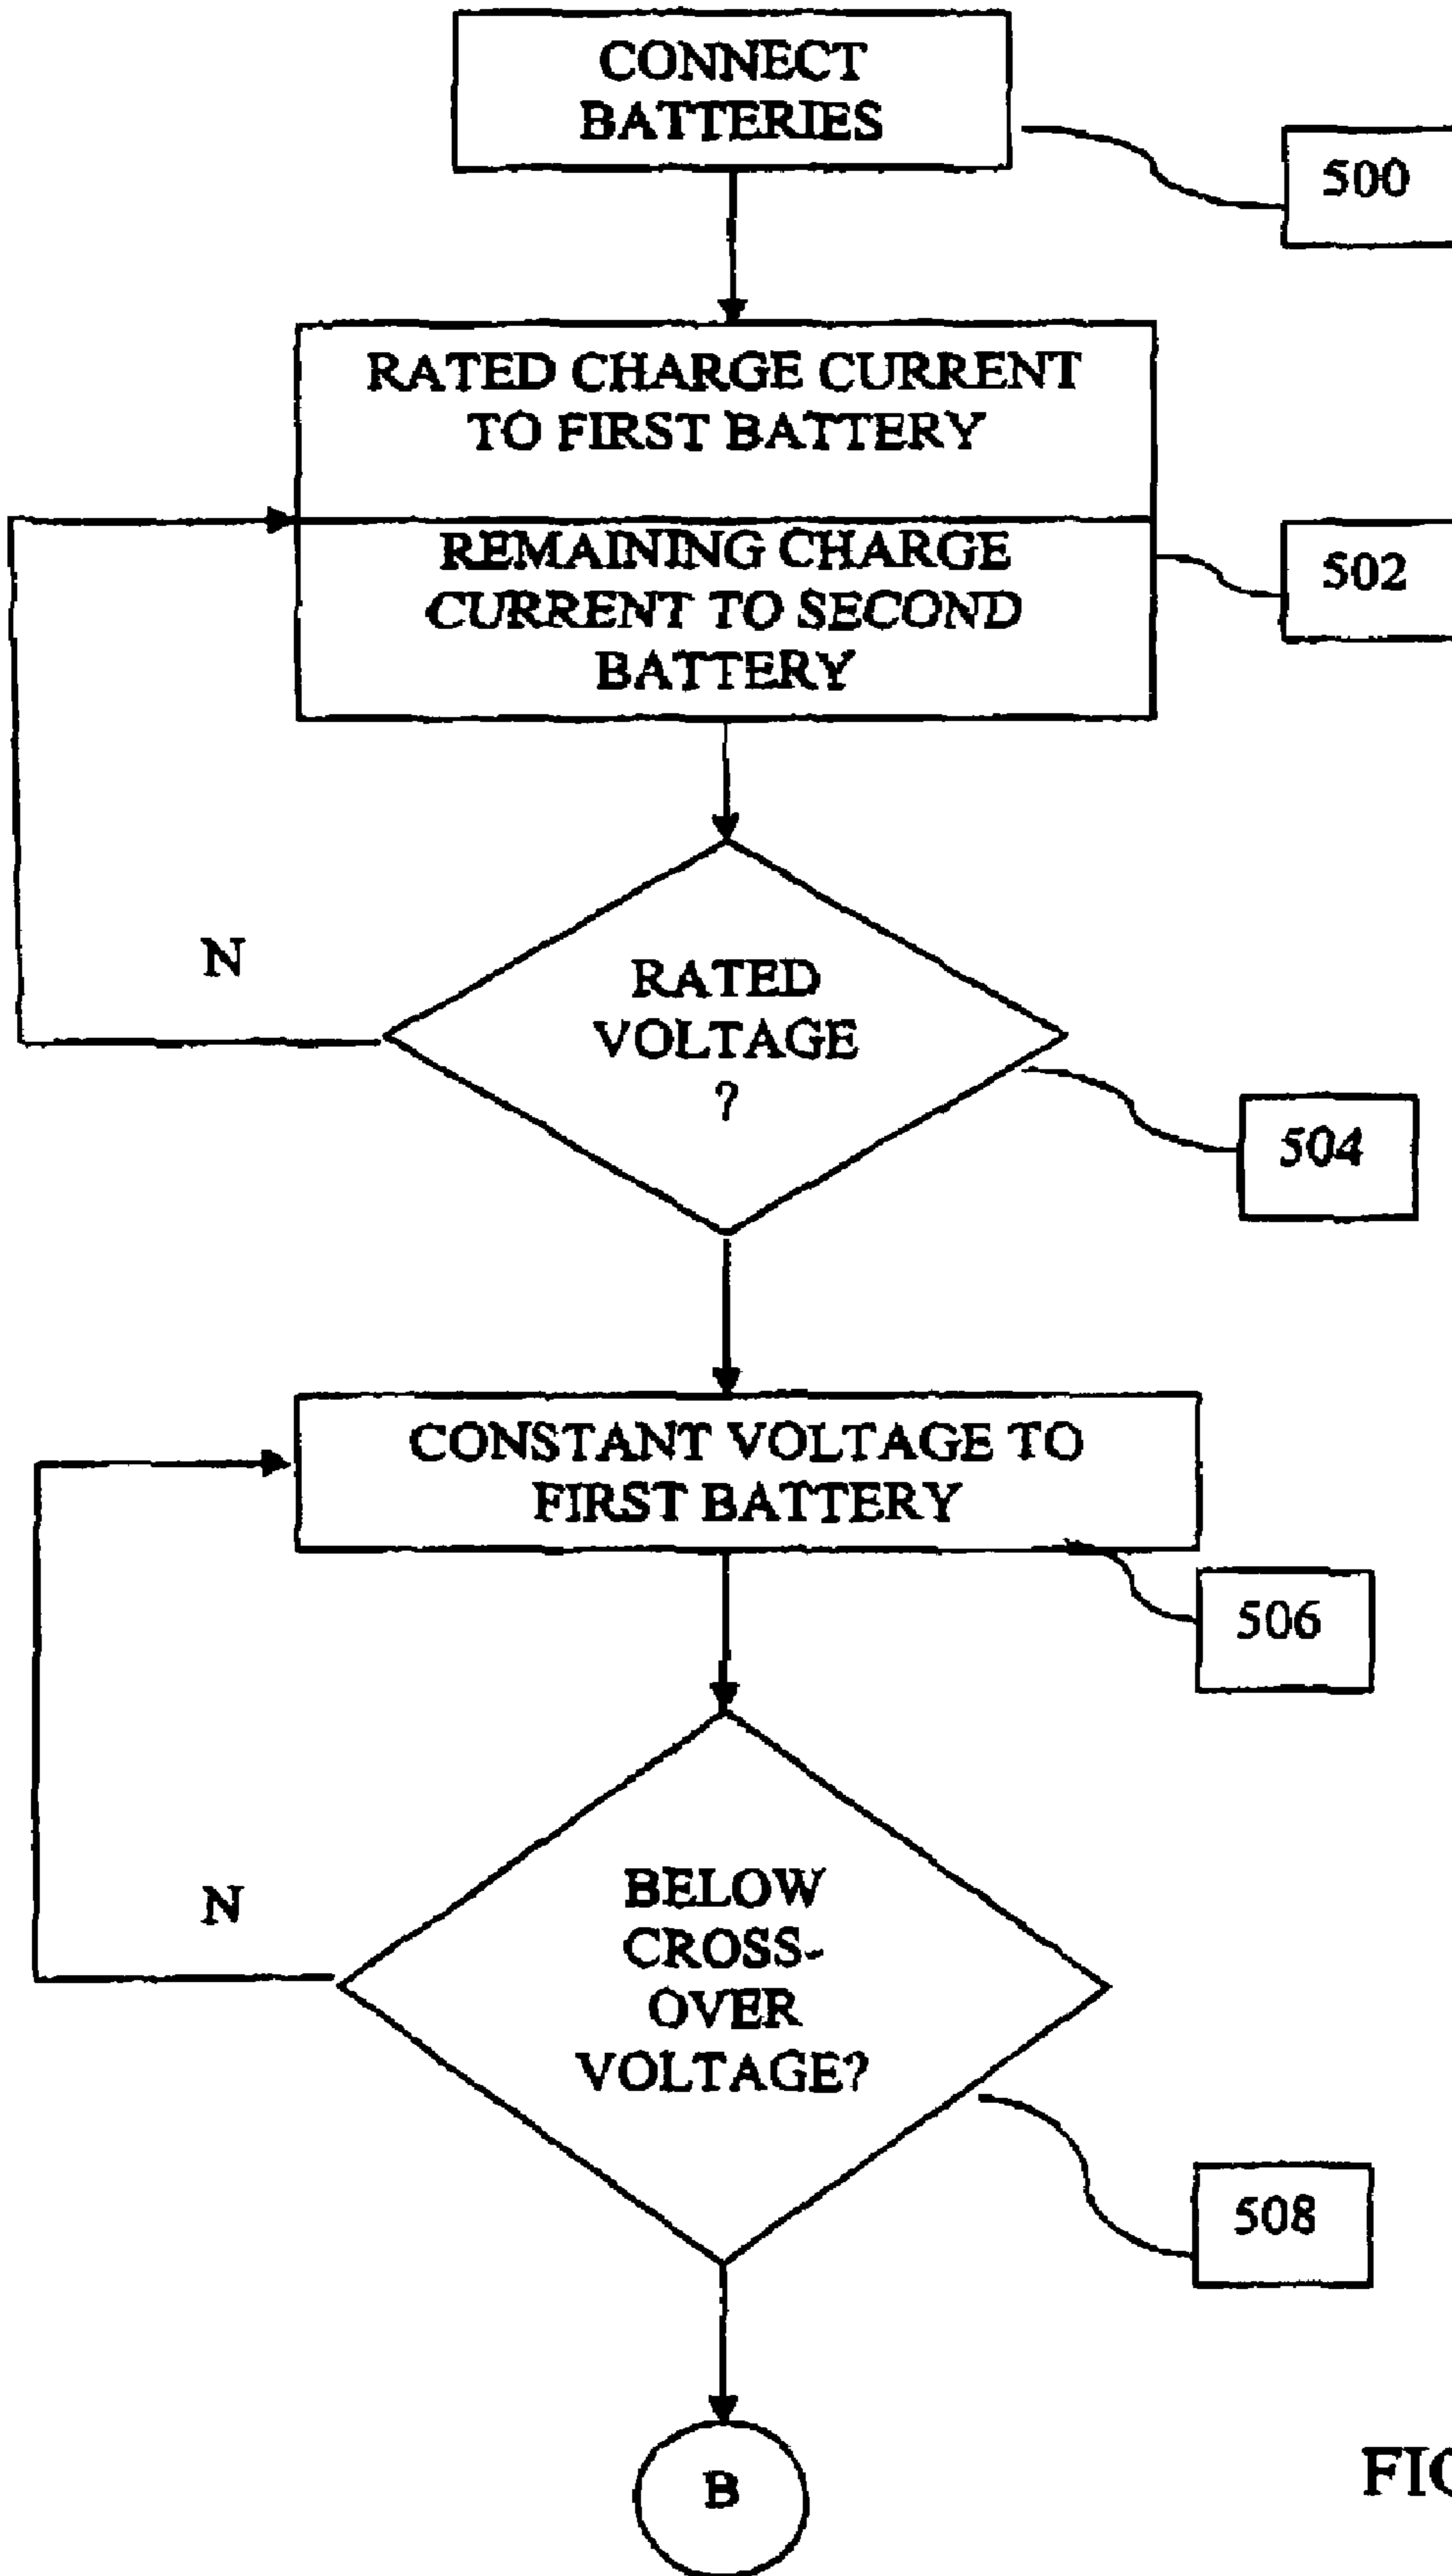 CONNECT
BATTERIES
500
RATED CHARGE CURRENT
TO FIRST BATTERY
REMAINING CHARGE
CURRENT TO SECOND
BATTERY
502
N
RATED
VOLTAGE
?
504
CONSTANT VOLTAGE TO
FIRST BATTERY
506
N
BELOW
CROSS-
OVER
VOLTAGE?
508
B